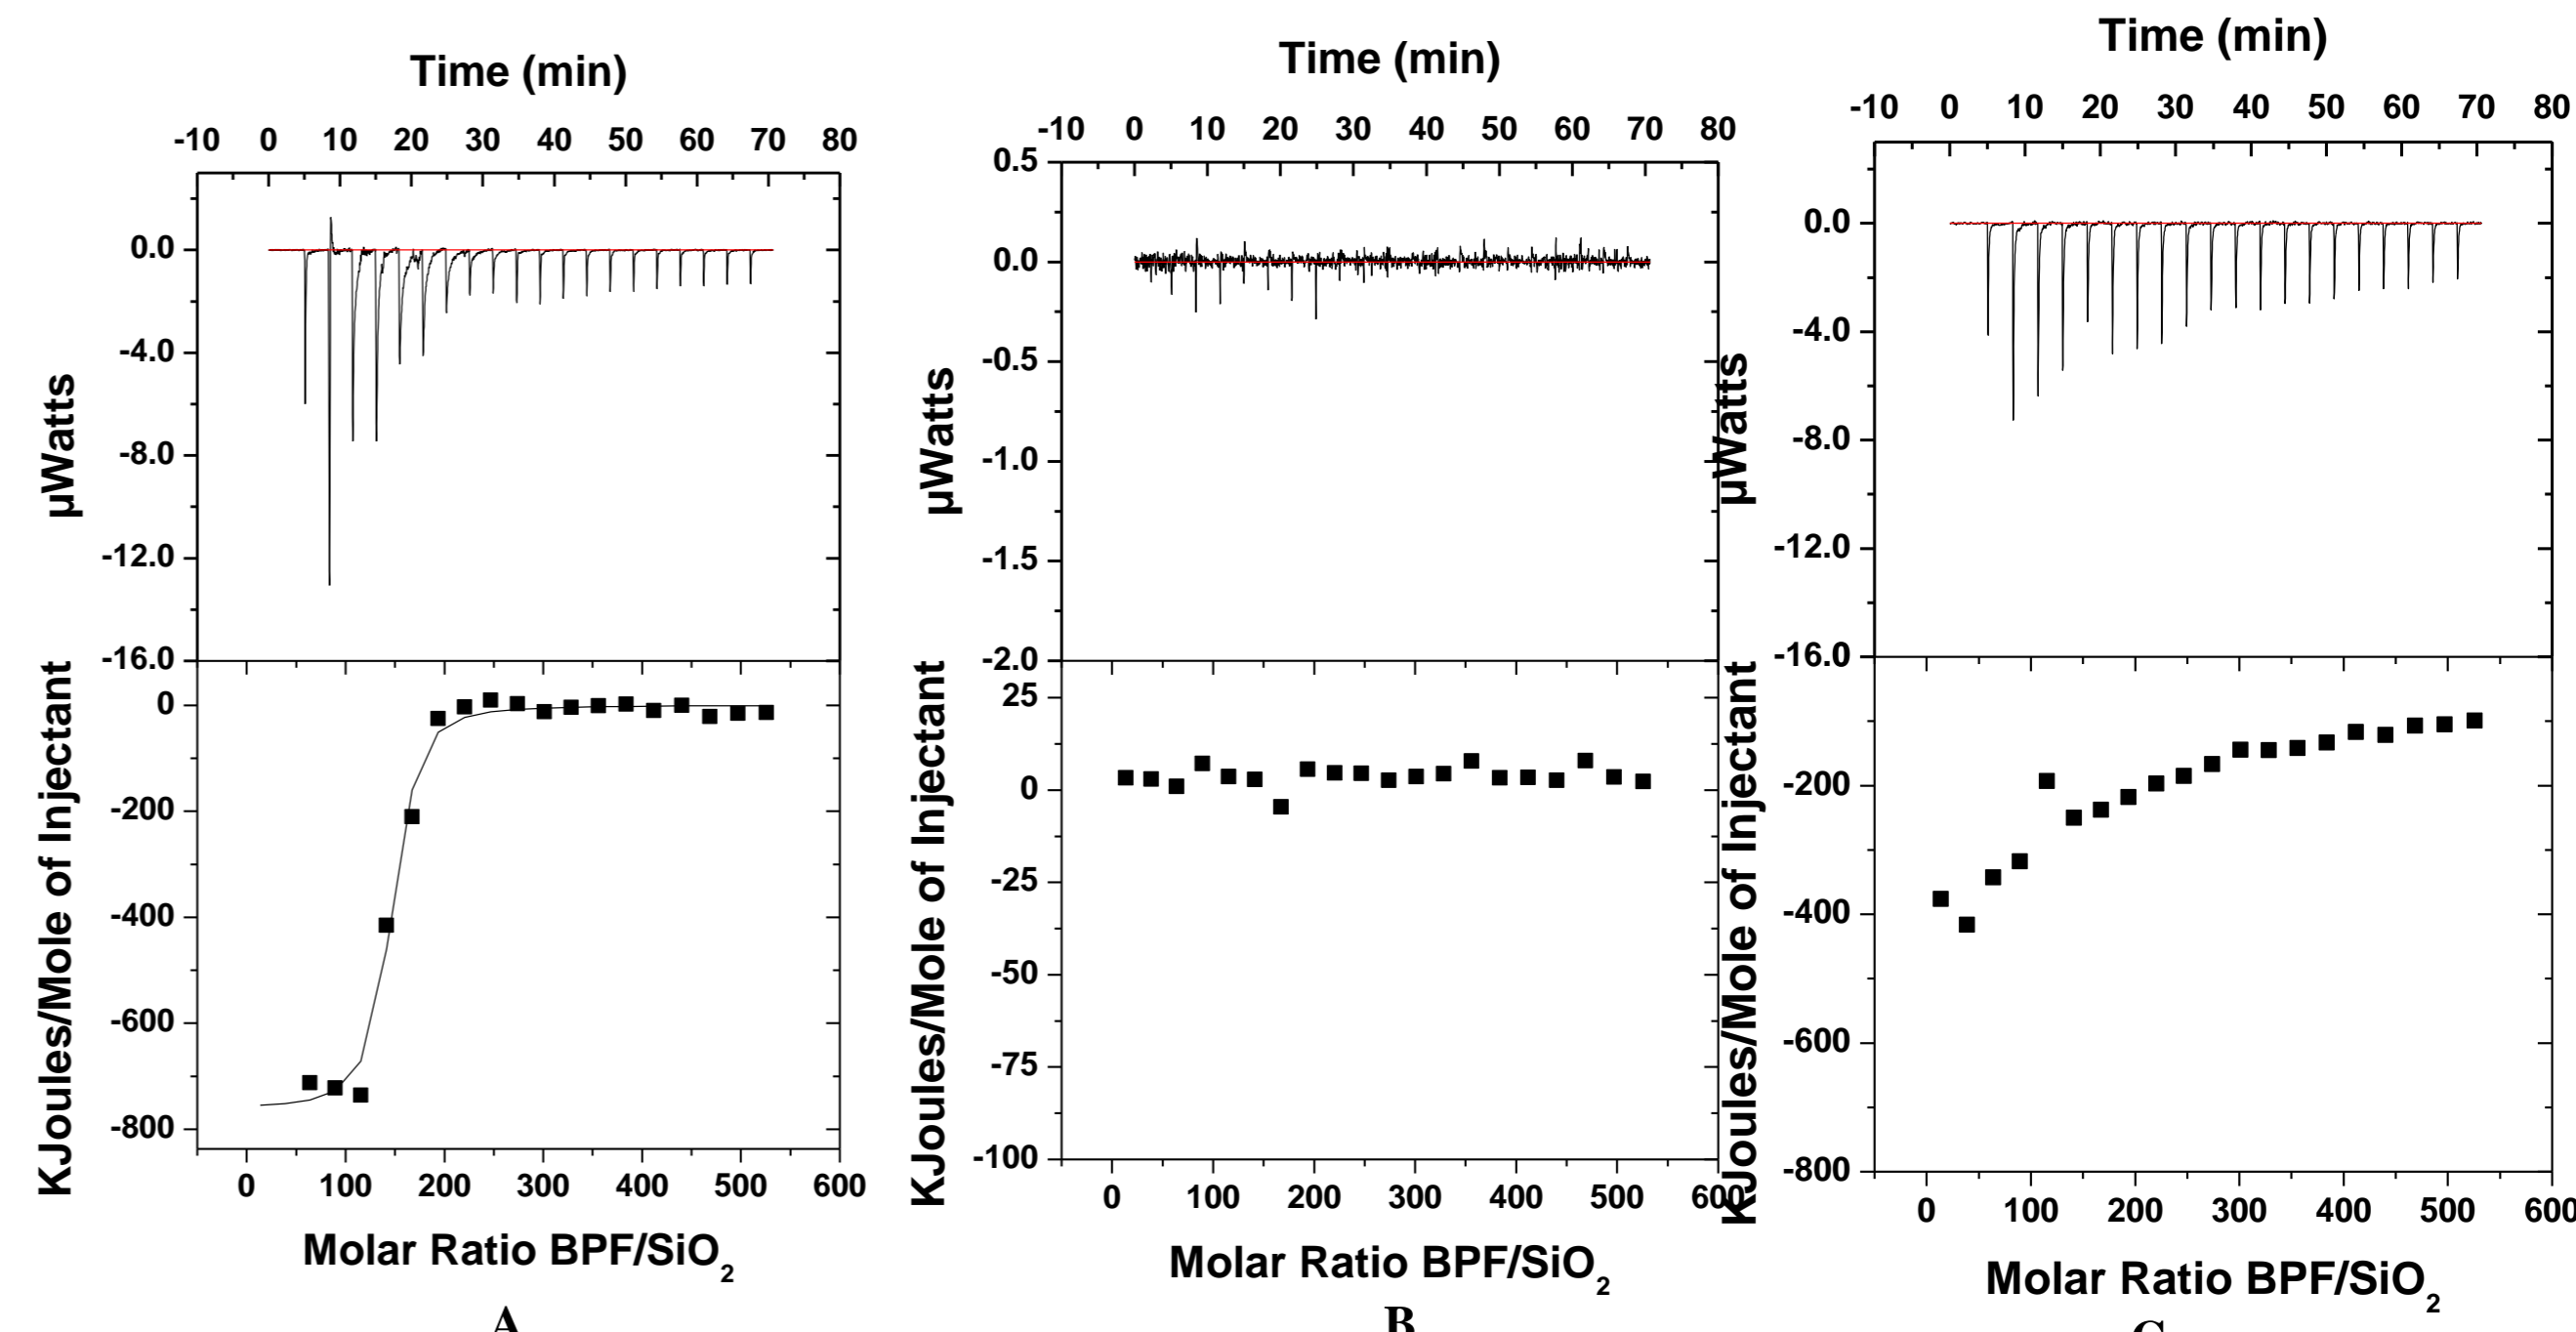 Time (min)
-10 0 10 20 30 40 50 60 70 80
0.0
-4.0
-8.0
-12.0
-16.0
µWatts
0
-200
-400
-600
-800
KJoules/Mole of Injectant
0 100 200 300 400 500 600
Molar Ratio BPF/SiO2
A
Time (min)
-10 0 10 20 30 40 50 60 70 80
0.5
0.0
-0.5
-1.0
-1.5
-2.0
µWatts
25
0
-25
-50
-75
-100
KJoules/Mole of Injectant
0 100 200 300 400 500 600
Molar Ratio BPF/SiO2
B
Time (min)
-10 0 10 20 30 40 50 60 70 80
0.0
-4.0
-8.0
-12.0
-16.0
µWatts
-200
-400
-600
-800
KJoules/Mole of Injectant
0 100 200 300 400 500 600
Molar Ratio BPF/SiO2
C